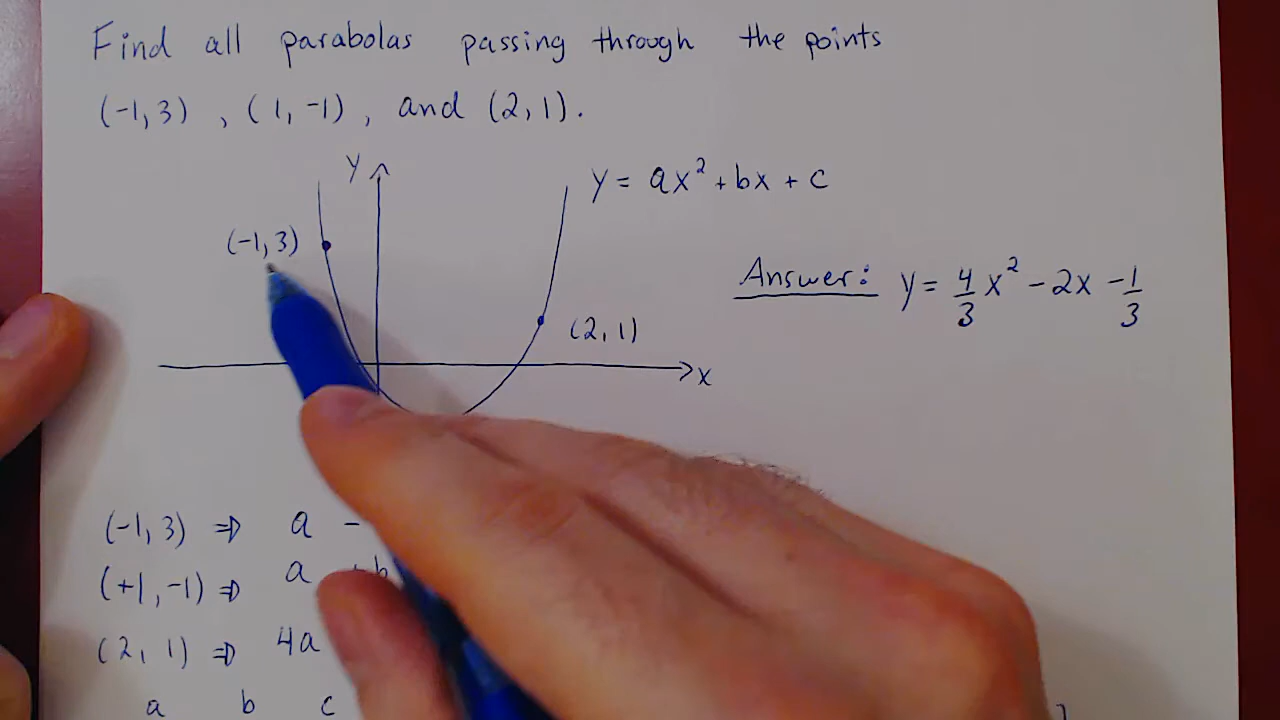 Find all parabolas passing through the points
(-1,3) , (1,-1) , and (2,1).
y
y = ax² + bx + c
(-1,3)
Answer: y = 4/3 x² - 2x - 1/3
(2,1)
x
(-1,3) ⇒ a -
(+1,-1) ⇒ a + b
(2,1) ⇒ 4a
a b c